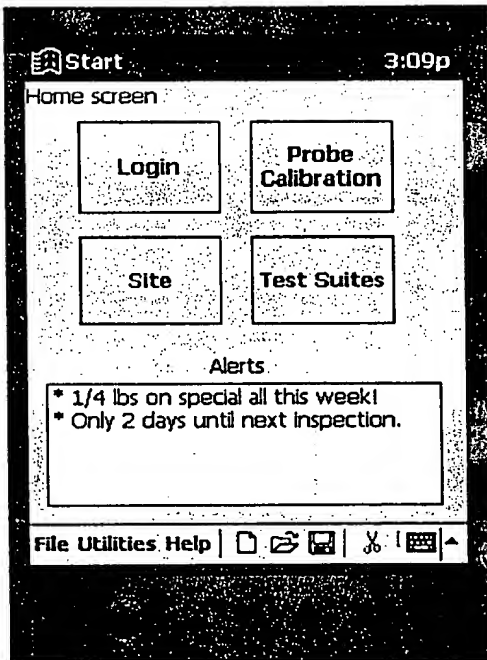 Start 3:09p
Home screen
Login
Probe
Calibration
Site
Test Suites
Alerts
* 1/4 lbs on special all this week!
* Only 2 days until next inspection.
File Utilities Help